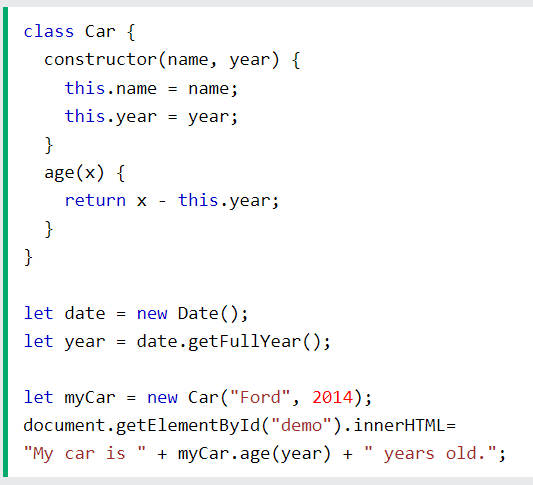 class Car {
  constructor(name, year) {
    this.name = name;
    this.year = year;
  }
  age(x) {
    return x - this.year;
  }
}

let date = new Date();
let year = date.getFullYear();

let myCar = new Car("Ford", 2014);
document.getElementById("demo").innerHTML=
"My car is " + myCar.age(year) + " years old.";